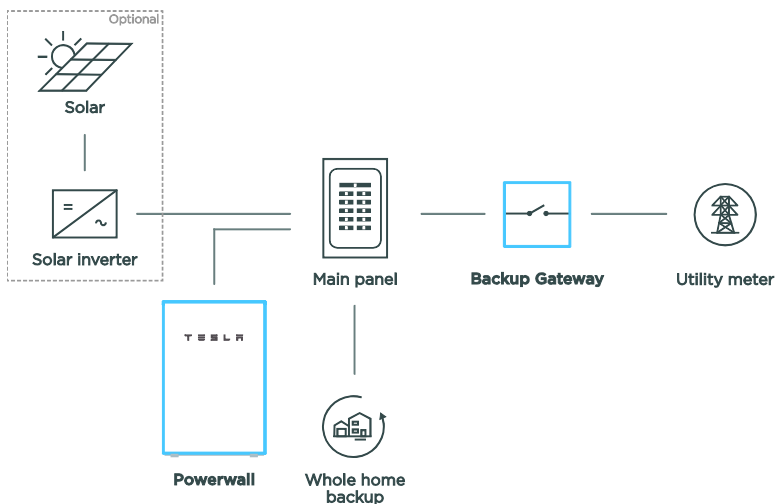 Optional
Solar
Solar inverter
Main panel
Backup Gateway
Utility meter
TESLA
Powerwall
Whole home
backup